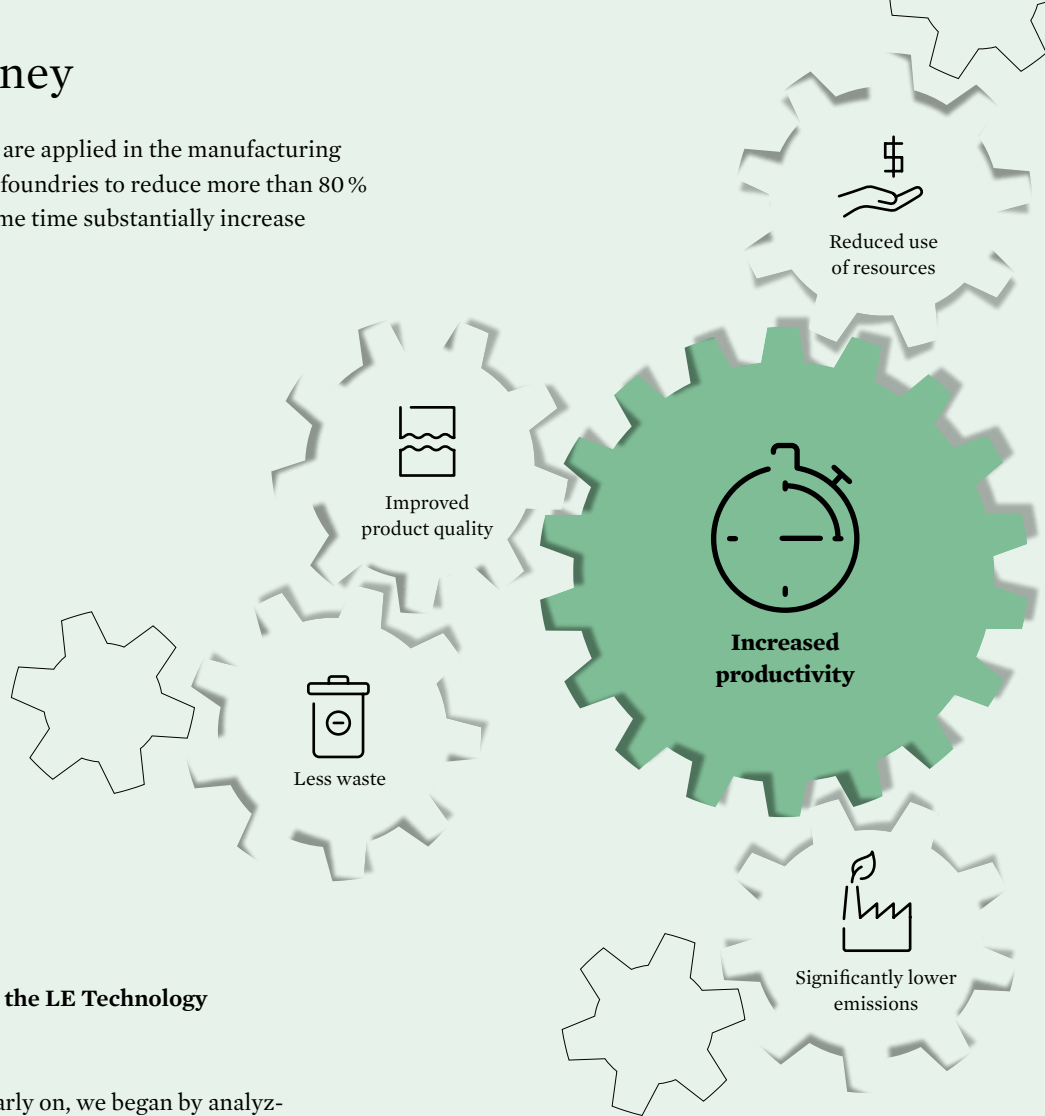 ney
are applied in the manufacturing
foundries to reduce more than 80 %
me time substantially increase
$
Reduced use
of resources
Improved
product quality
Increased
productivity
Less waste
Significantly lower
emissions
the LE Technology
arly on, we began by analyz-